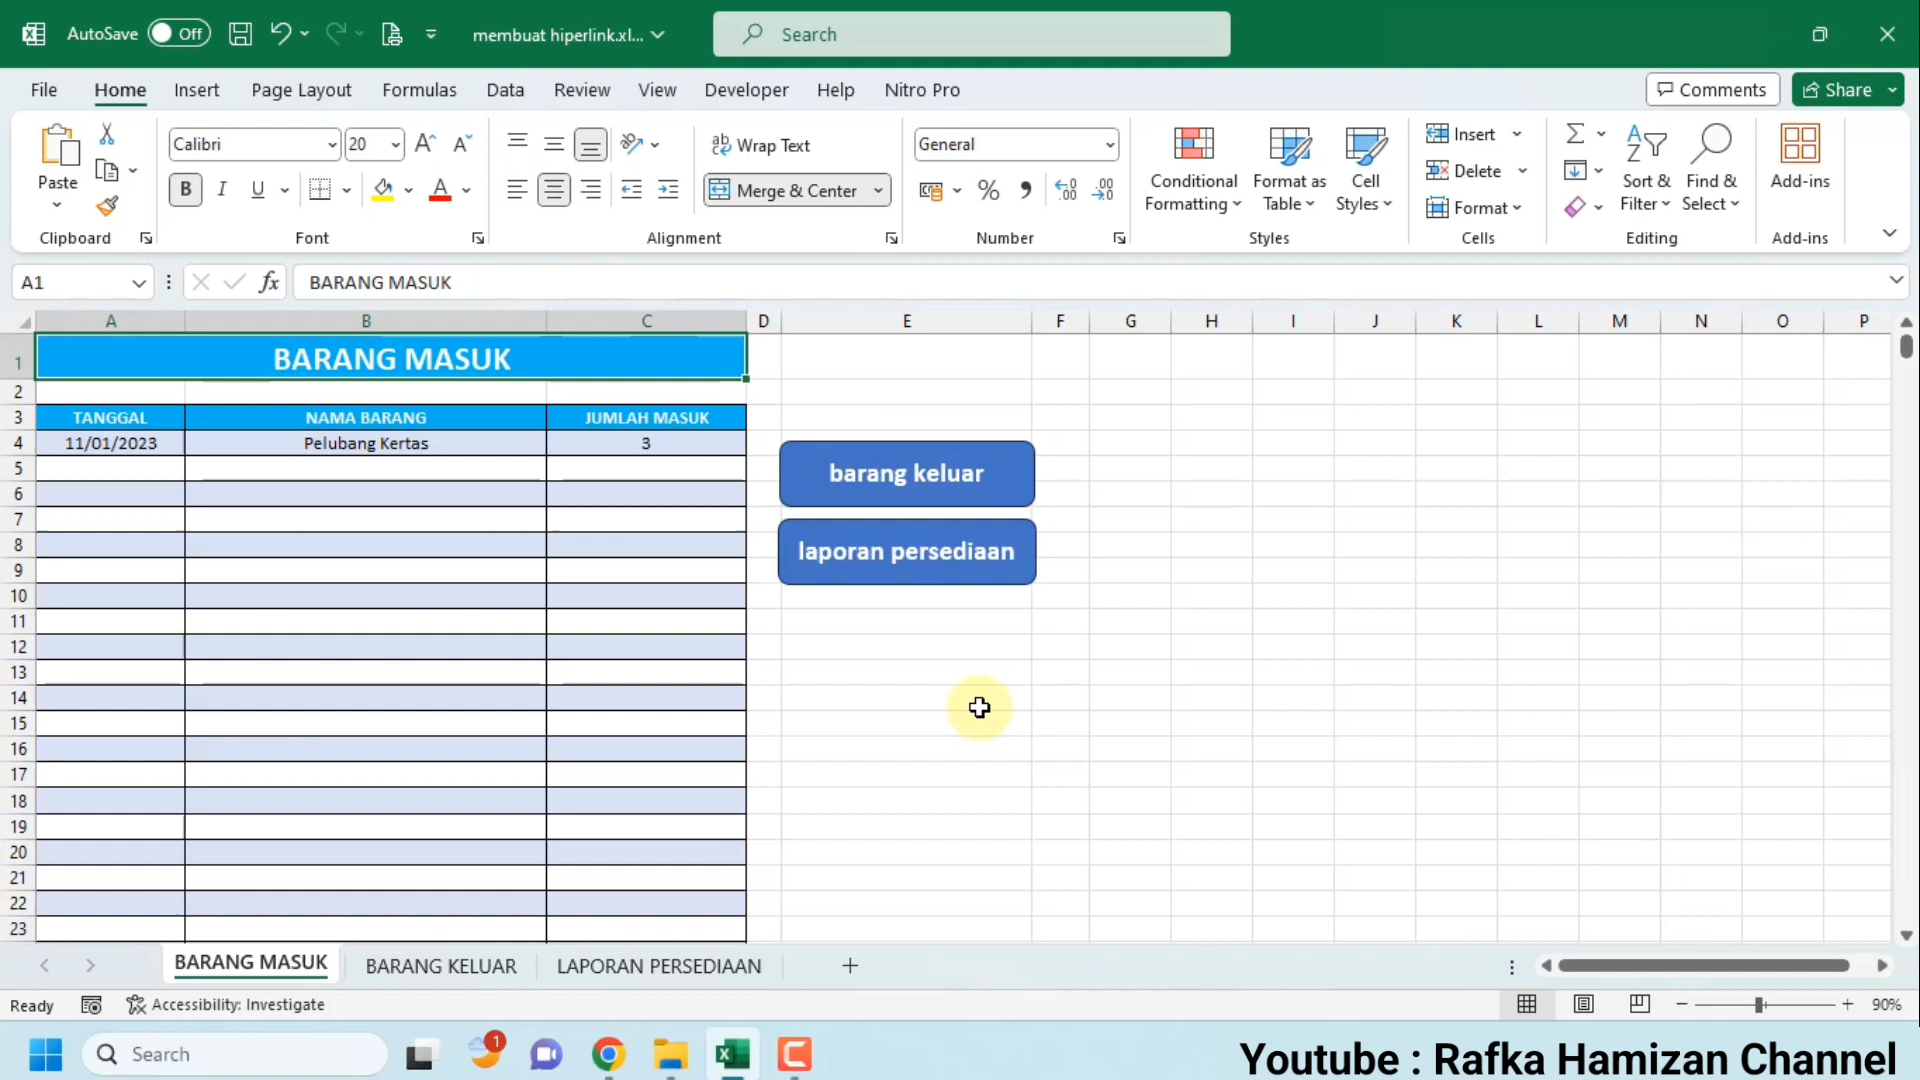 AutoSave Off membuat hiperlink.xl... Search
File Home Insert Page Layout Formulas Data Review View Developer Help Nitro Pro Comments Share
Paste Calibri 20 Wrap Text General Conditional Formatting Format as Table Cell Styles Insert Sort & Filter Find & Select Add-ins
B I U A Merge & Center % Delete
Format
Clipboard Font Alignment Number Styles Cells Editing Add-ins
A1 fx BARANG MASUK
A B C D E F G H I J K L M N O P
1 BARANG MASUK
2
3 TANGGAL NAMA BARANG JUMLAH MASUK
4 11/01/2023 Pelubang Kertas 3
5 barang keluar
6
7
8 laporan persediaan
9
10
11
12
13
14
15
16
17
18
19
20
21
22
23
BARANG MASUK BARANG KELUAR LAPORAN PERSEDIAAN +
Ready Accessibility: Investigate 90%
Search 1 Youtube : Rafka Hamizan Channel